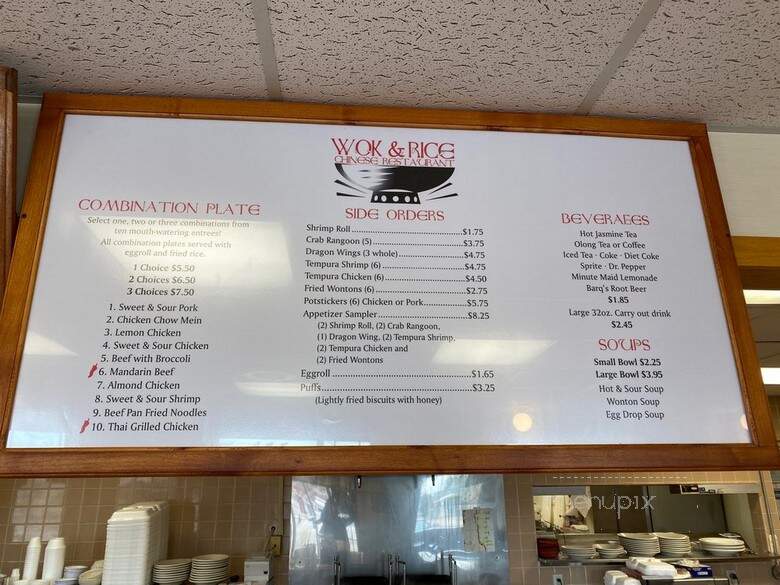 WOK & RICE
CHINESE RESTAURANT
COMBINATION PLATE
Select one, two or three combinations from
ten mouth-watering entrees!
All combination plates served with
eggroll and fried rice.
1 Choice $5.50
2 Choices $6.50
3 Choices $7.50
1. Sweet & Sour Pork
2. Chicken Chow Mein
3. Lemon Chicken
4. Sweet & Sour Chicken
5. Beef with Broccoli
6. Mandarin Beef
7. Almond Chicken
8. Sweet & Sour Shrimp
9. Beef Pan Fried Noodles
10. Thai Grilled Chicken
SIDE ORDERS
Shrimp Roll $1.75
Crab Rangoon (5) $3.75
Dragon Wings (3 whole) $4.75
Tempura Shrimp (6) $4.75
Tempura Chicken (6) $4.50
Fried Wontons (6) $2.75
Potstickers (6) Chicken or Pork $5.75
Appetizer Sampler $8.25
(2) Shrimp Roll, (2) Crab Rangoon,
(1) Dragon Wing, (2) Tempura Shrimp,
(2) Tempura Chicken and
(2) Fried Wontons
Eggroll $1.65
Puffs $3.25
(Lightly fried biscuits with honey)
BEVERAGES
Hot Jasmine Tea
Olong Tea or Coffee
Iced Tea · Coke · Diet Coke
Sprite · Dr. Pepper
Minute Maid Lemonade
Barq's Root Beer
$1.85
Large 32oz. Carry out drink
$2.45
SOUPS
Small Bowl $2.25
Large Bowl $3.95
Hot & Sour Soup
Wonton Soup
Egg Drop Soup
menupix